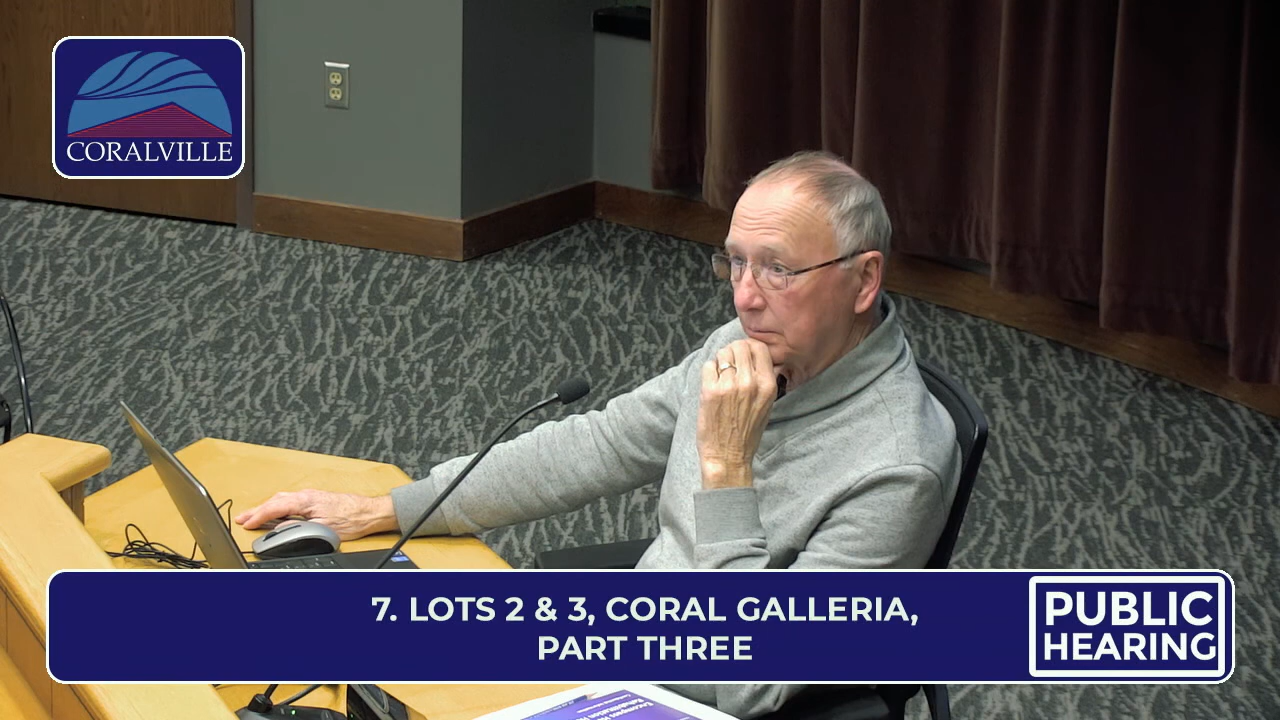 CORALVILLE
7. LOTS 2 & 3, CORAL GALLERIA,
PART THREE
PUBLIC
HEARING